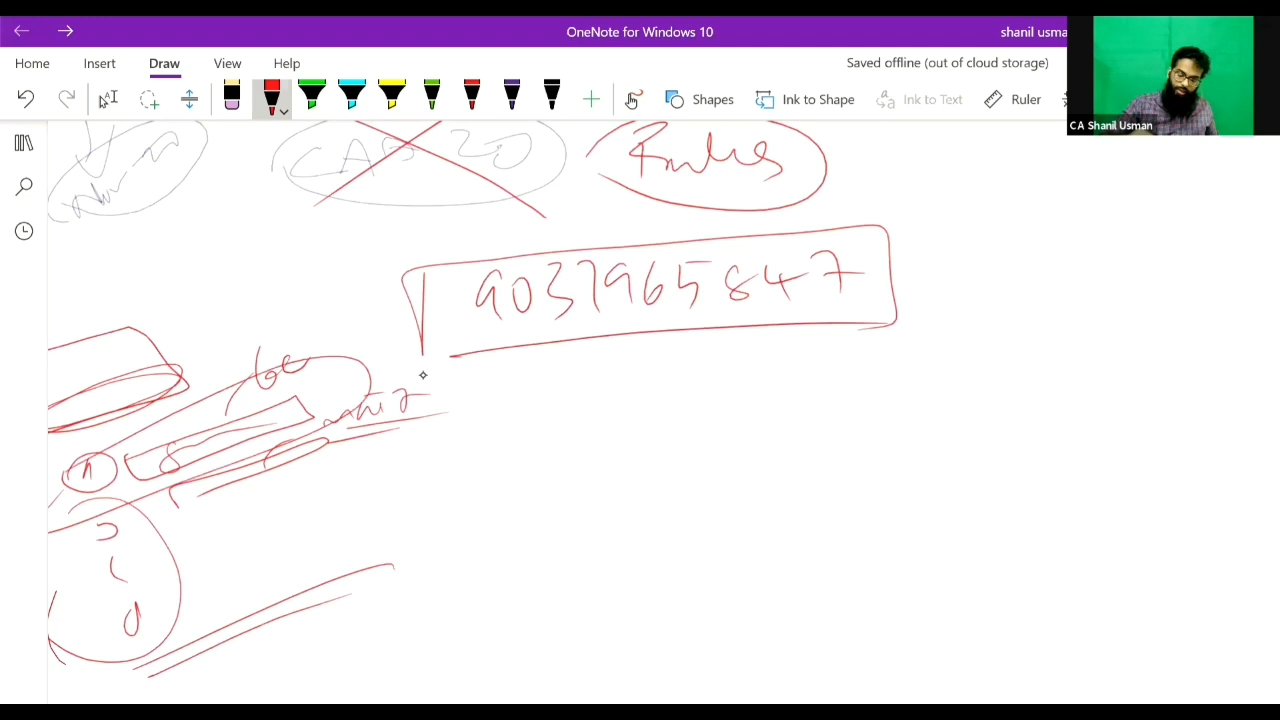 OneNote for Windows 10
shanil usma
Home Insert Draw View Help
Saved offline (out of cloud storage)
Shapes Ink to Shape Ink to Text Ruler
CA Shanil Usman
Rules
9037965847